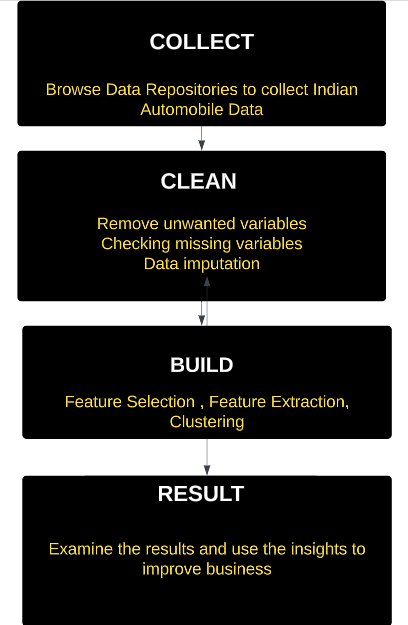 COLLECT
Browse Data Repositories to collect Indian
Automobile Data
CLEAN
Remove unwanted variables
Checking missing variables
Data imputation
BUILD
Feature Selection , Feature Extraction,
Clustering
RESULT
Examine the results and use the insights to
improve business